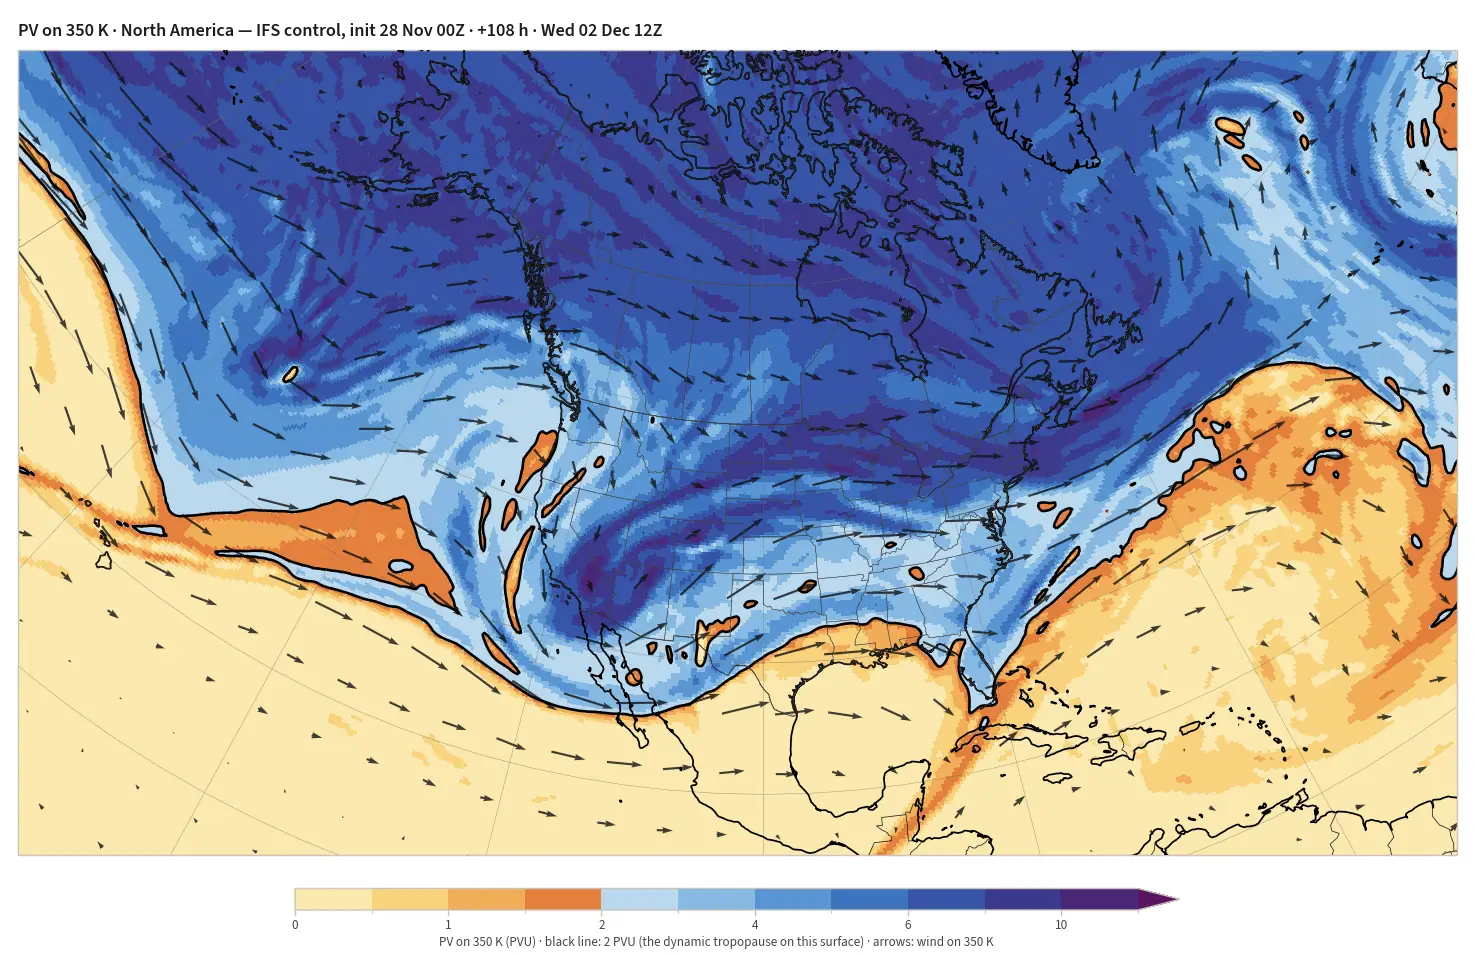 PV on 350 K · North America — IFS control, init 28 Nov 00Z · +108 h · Wed 02 Dec 12Z
0 1 2 4 6 10
PV on 350 K (PVU) · black line: 2 PVU (the dynamic tropopause on this surface) · arrows: wind on 350 K